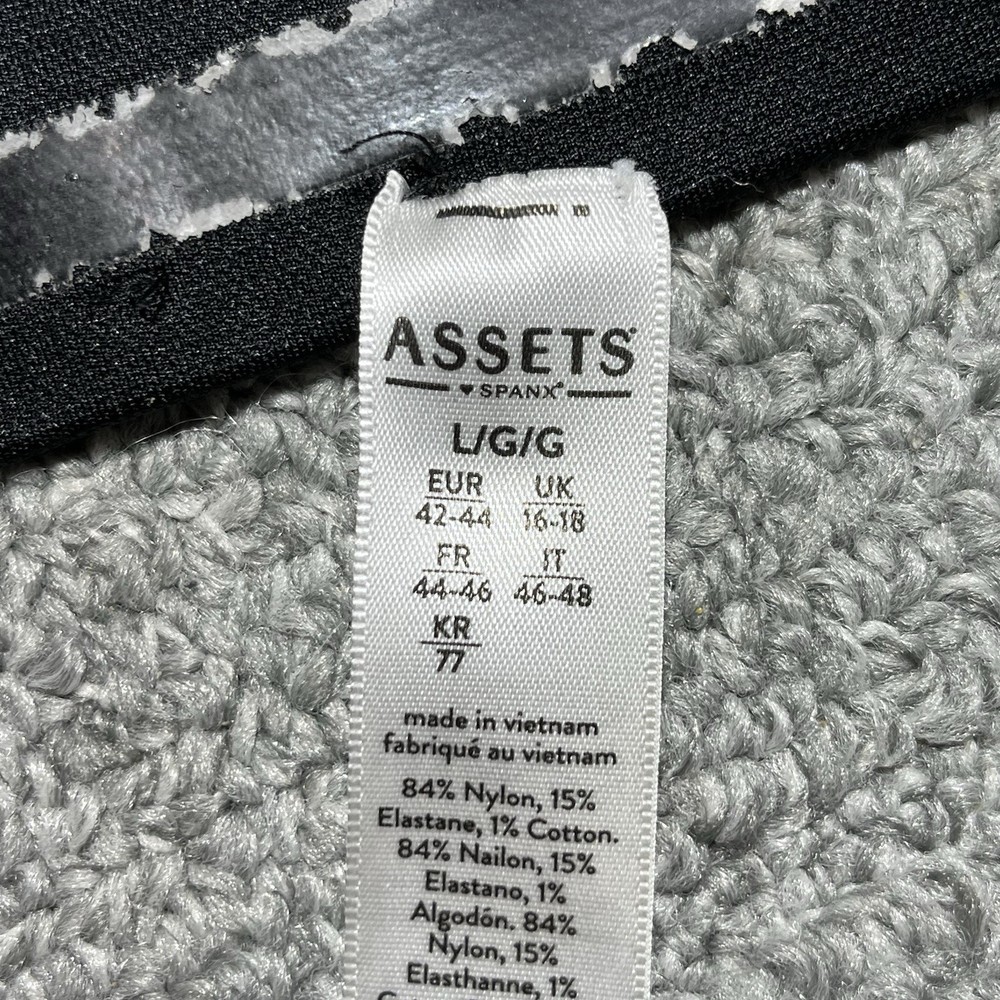 ASSETS
♥ SPANX®
L/G/G
EUR UK
42-44 16-18
FR IT
44-46 46-48
KR
77
made in vietnam
fabriqué au vietnam
84% Nylon, 15%
Elastane, 1% Cotton.
84% Nailon, 15%
Elastano, 1%
Algodón. 84%
Nylon, 15%
Elasthanne, 1%